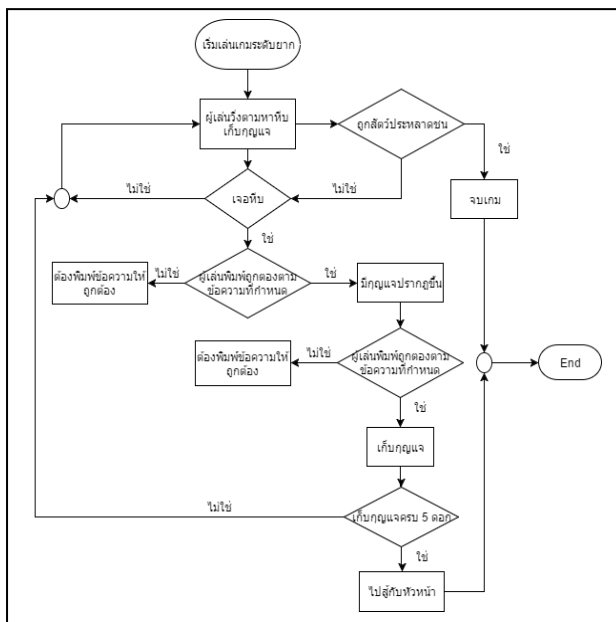 เริ่มเล่นเกมระดับยาก
ผู้เล่นวิ่งตามหาหีบ
เก็บกุญแจ
ถูกสัตว์ประหลาดชน
ใช่
จบเกม
ไม่ใช่
เจอหีบ
ไม่ใช่
ใช่
ผู้เล่นพิมพ์ถูกตองตาม
ข้อความที่กำหนด
ไม่ใช่
ต้องพิมพ์ข้อความให้
ถูกต้อง
ใช่
มีกุญแจปรากฏขึ้น
ผู้เล่นพิมพ์ถูกตองตาม
ข้อความที่กำหนด
ไม่ใช่
ต้องพิมพ์ข้อความให้
ถูกต้อง
End
ใช่
เก็บกุญแจ
เก็บกุญแจครบ 5 ดอก
ไม่ใช่
ใช่
ไปสู้กับหัวหน้า